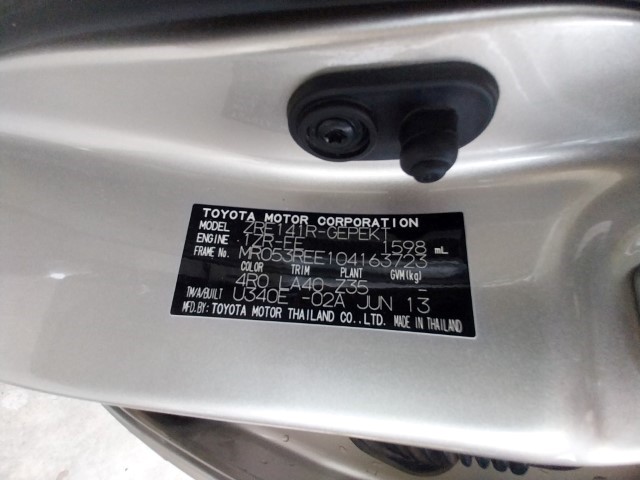 TOYOTA MOTOR CORPORATION
MODEL ZRE141R-GEPEKT
ENGINE 1ZR-FE 1598 mL
FRAME No. MR053REE104163723
COLOR TRIM PLANT GVM(kg)
4R0 LA40 Z35 –
TM/A/BUILT U340E -02A JUN 13
MFD.BY: TOYOTA MOTOR THAILAND CO.,LTD. MADE IN THAILAND